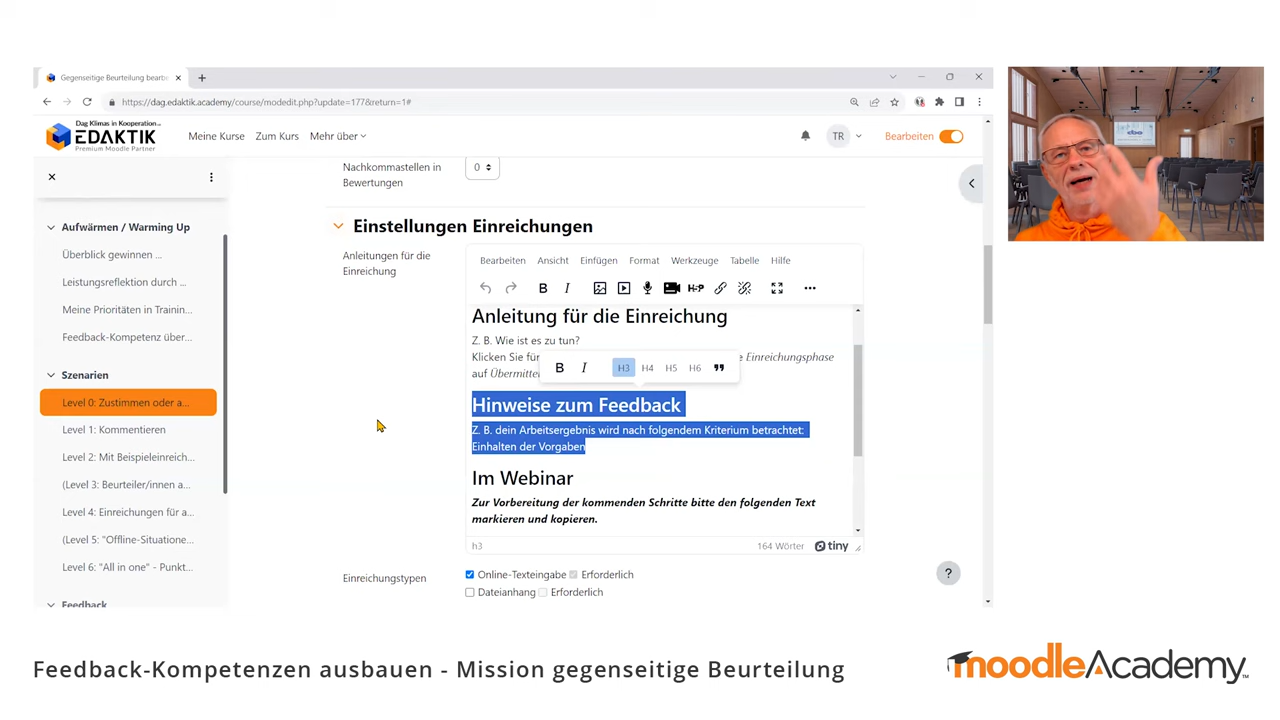 Gegenseitige Beurteilung bearbe
https://dag.edaktik.academy/course/modedit.php?update=177&return=1#
Dag Klimas in Kooperation
EDAKTIK
Premium Moodle Partner
Meine Kurse
Zum Kurs
Mehr über
TR
Bearbeiten
Aufwärmen / Warming Up
Überblick gewinnen ...
Leistungsreflektion durch ...
Meine Prioritäten in Trainin...
Feedback-Kompetenz über...
Szenarien
Level 0: Zustimmen oder a...
Level 1: Kommentieren
Level 2: Mit Beispieleinreich...
(Level 3: Beurteiler/innen a...
Level 4: Einreichungen für a...
(Level 5: "Offline-Situatione...
Level 6: "All in one" - Punkt...
Feedback
Nachkommastellen in
Bewertungen
0
Einstellungen Einreichungen
Anleitungen für die
Einreichung
Bearbeiten Ansicht Einfügen Format Werkzeuge Tabelle Hilfe
B I H5P
Anleitung für die Einreichung
Z. B. Wie ist es zu tun?
Klicken Sie für
e Einreichungsphase
auf Übermitte
B I H3 H4 H5 H6
Hinweise zum Feedback
Z. B. dein Arbeitsergebnis wird nach folgendem Kriterium betrachtet:
Einhalten der Vorgaben
Im Webinar
Zur Vorbereitung der kommenden Schritte bitte den folgenden Text
markieren und kopieren.
h3
164 Wörter
tiny
Einreichungstypen
Online-Texteingabe Erforderlich
Dateianhang Erforderlich
?
Feedback-Kompetenzen ausbauen - Mission gegenseitige Beurteilung
moodleAcademy